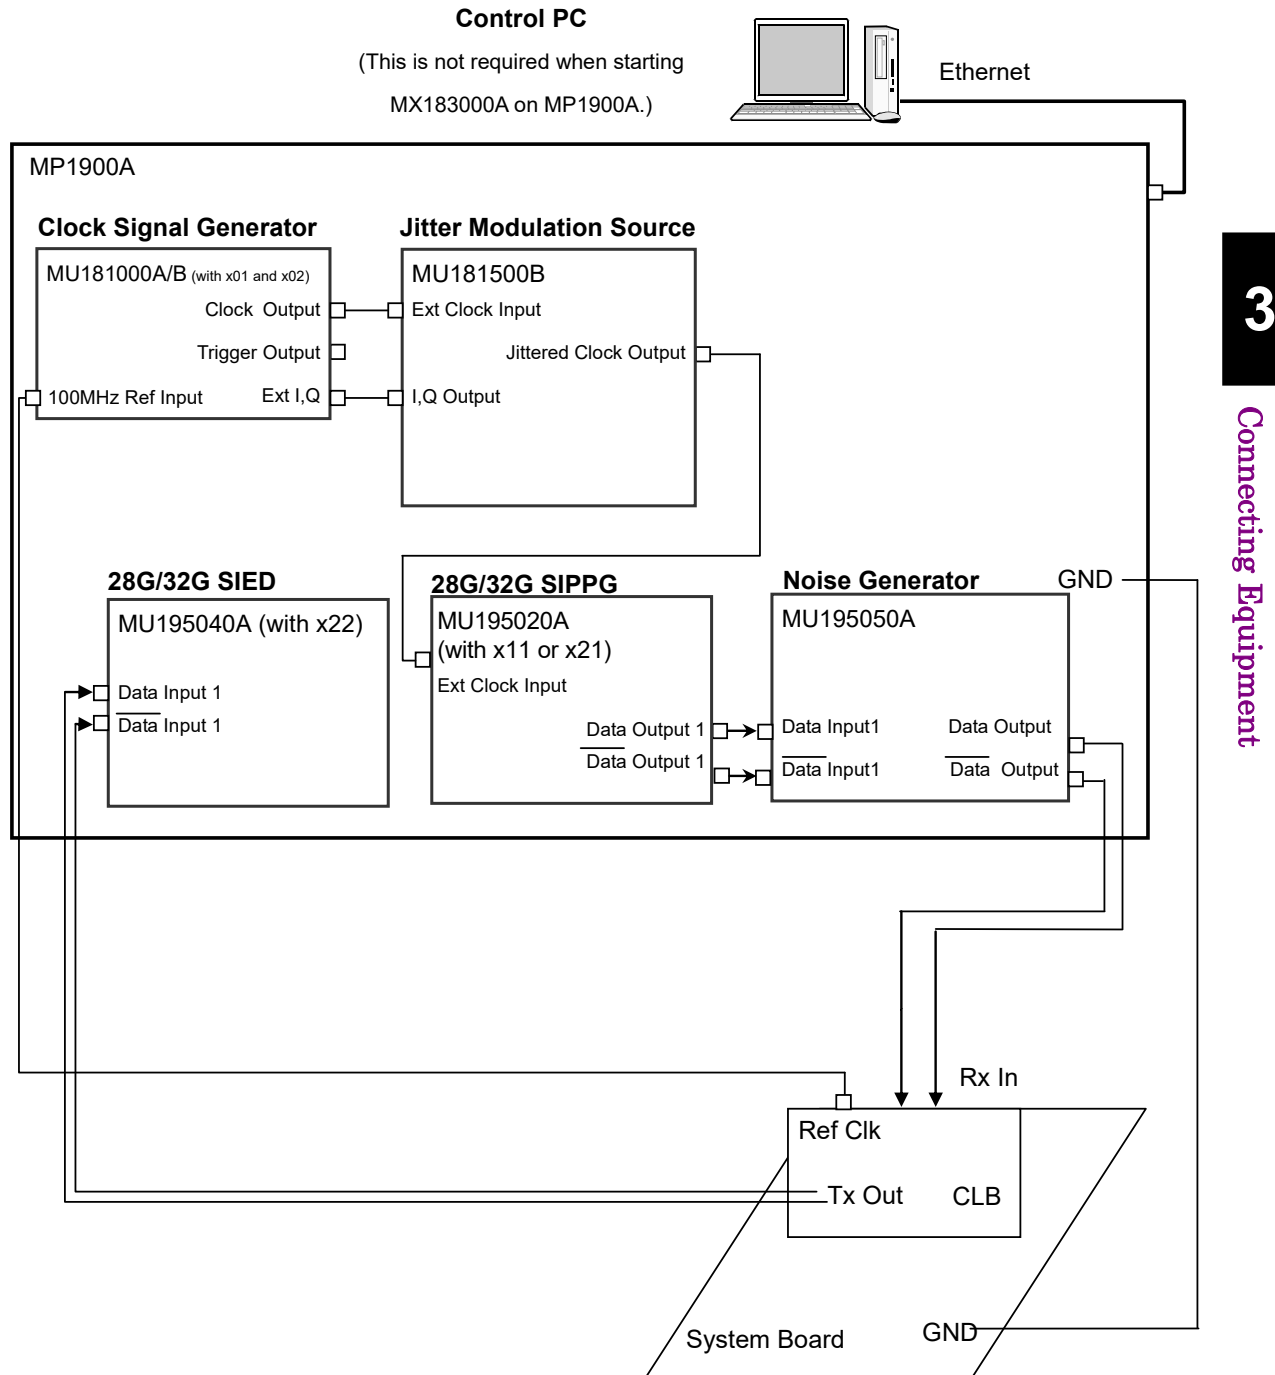 Control PC
(This is not required when starting
MX183000A on MP1900A.)
Ethernet
MP1900A
Clock Signal Generator
MU181000A/B (with x01 and x02)
Clock Output
Trigger Output
100MHz Ref Input
Ext I,Q
Jitter Modulation Source
MU181500B
Ext Clock Input
Jittered Clock Output
I,Q Output
3
Connecting Equipment
28G/32G SIED
MU195040A (with x22)
Data Input 1
Data Input 1
28G/32G SIPPG
MU195020A
(with x11 or x21)
Ext Clock Input
Data Output 1
Data Output 1
Noise Generator
MU195050A
Data Input1
Data Output
Data Input1
Data Output
GND
Rx In
Ref Clk
Tx Out
CLB
System Board
GND